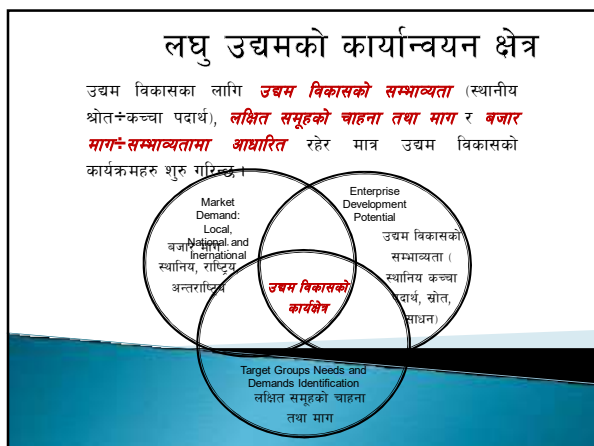 लघु उद्यमको कार्यान्वयन क्षेत्र
उद्यम विकासका लागि उद्यम विकासको सम्भाव्यता (स्थानीय
श्रोत÷कच्चा पदार्थ), लक्षित समूहको चाहना तथा माग र बजार
माग÷सम्भाव्यतामा आधारित रहेर मात्र उद्यम विकासको
कार्यक्रमहरु शुरु गरिन्छ ।
Market
Demand:
Local,
National and
Inernational
बजार माग :
स्थानिय, राष्ट्रिय,
अन्तराष्ट्रिय
Enterprise
Development
Potential
उद्यम विकासको
सम्भाव्यता (
स्थानिय कच्चा
पदार्थ, स्रोत,
साधन)
उद्यम विकासको
कार्यक्षेत्र
Target Groups Needs and
Demands Identification
लक्षित समूहको चाहना
तथा माग